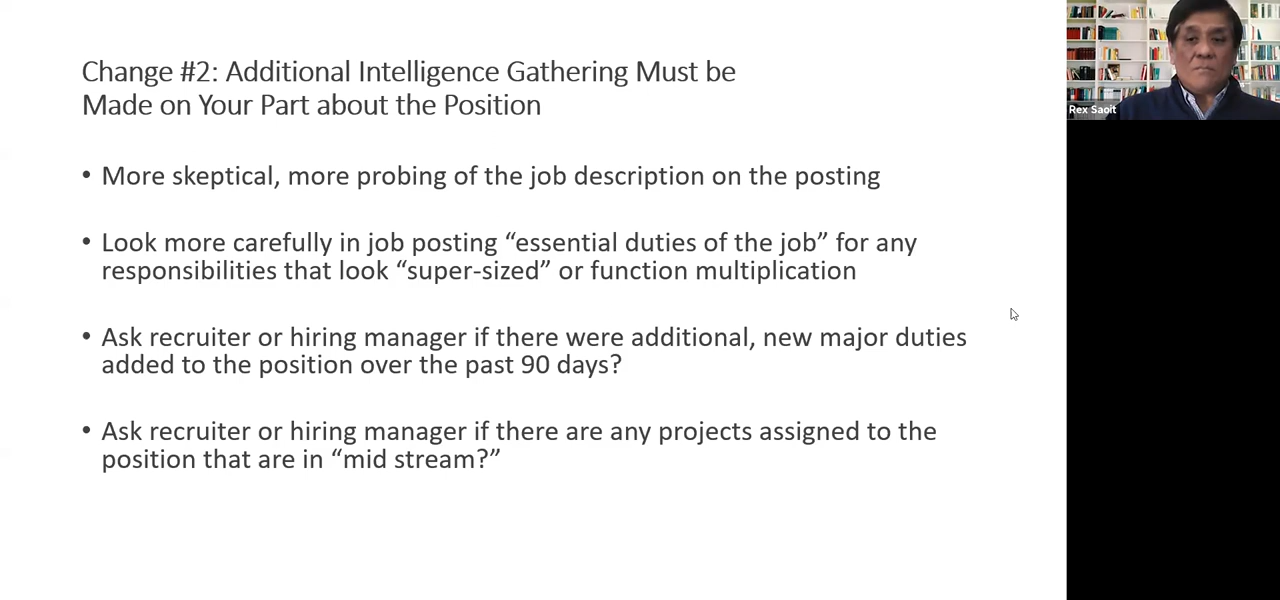 Change #2: Additional Intelligence Gathering Must be
Made on Your Part about the Position
• More skeptical, more probing of the job description on the posting
• Look more carefully in job posting “essential duties of the job” for any
responsibilities that look “super-sized” or function multiplication
• Ask recruiter or hiring manager if there were additional, new major duties
added to the position over the past 90 days?
• Ask recruiter or hiring manager if there are any projects assigned to the
position that are in “mid stream?”
Rex Saoit